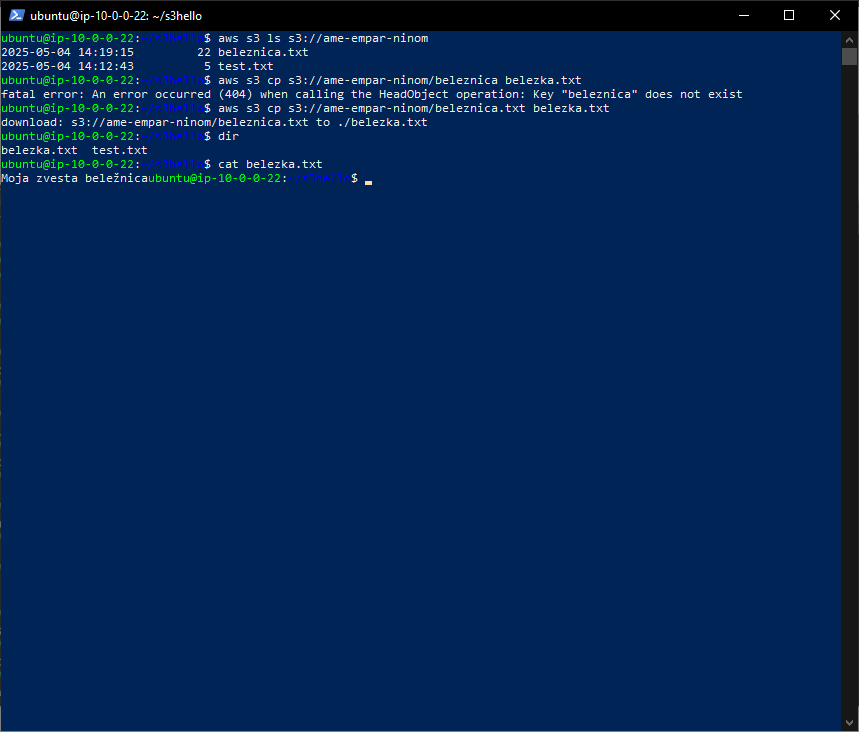 ubuntu@ip-10-0-0-22: ~/s3hello
ubuntu@ip-10-0-0-22:~/s3hello$ aws s3 ls s3://ame-empar-ninom
2025-05-04 14:19:15         22 beleznica.txt
2025-05-04 14:12:43          5 test.txt
ubuntu@ip-10-0-0-22:~/s3hello$ aws s3 cp s3://ame-empar-ninom/beleznica belezka.txt
fatal error: An error occurred (404) when calling the HeadObject operation: Key "beleznica" does not exist
ubuntu@ip-10-0-0-22:~/s3hello$ aws s3 cp s3://ame-empar-ninom/beleznica.txt belezka.txt
download: s3://ame-empar-ninom/beleznica.txt to ./belezka.txt
ubuntu@ip-10-0-0-22:~/s3hello$ dir
belezka.txt  test.txt
ubuntu@ip-10-0-0-22:~/s3hello$ cat belezka.txt
Moja zvesta beležnicaubuntu@ip-10-0-0-22:~/s3hello$